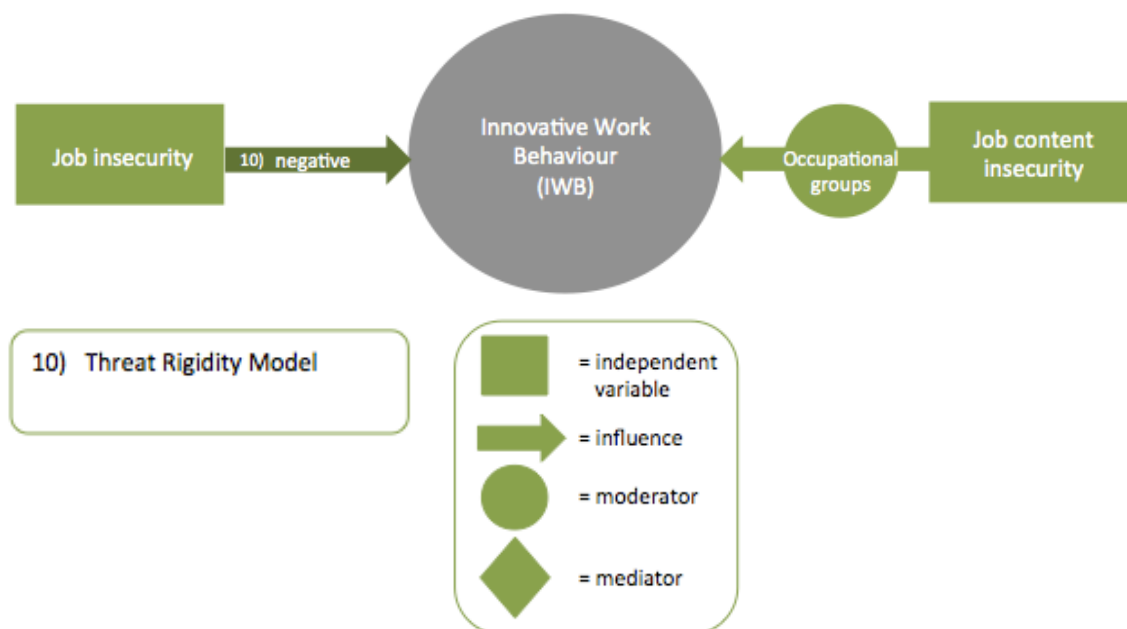 Job insecurity
10) negative
Innovative Work
Behaviour
(IWB)
Occupational
groups
Job content
insecurity
10) Threat Rigidity Model
= independent
variable
= influence
= moderator
= mediator